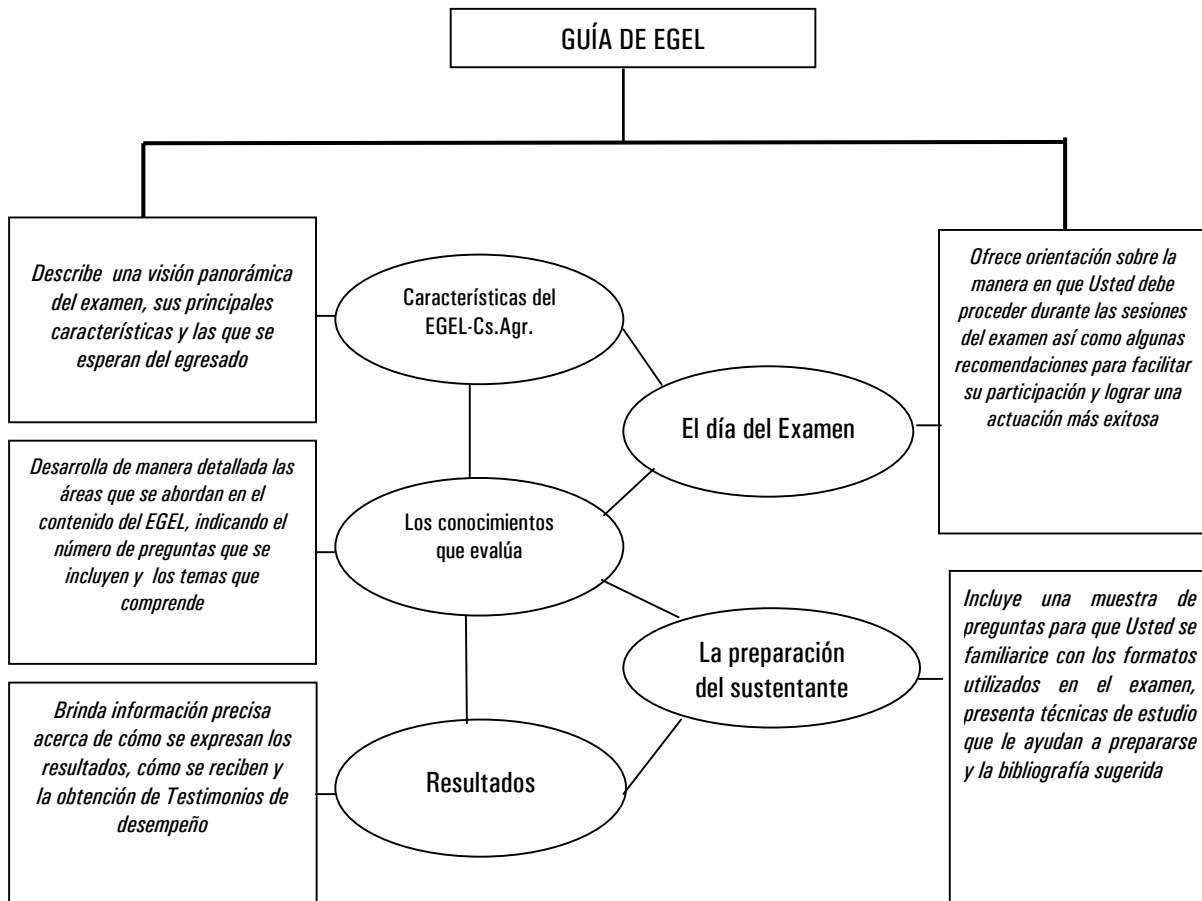 GUÍA DE EGEL
Describe una visión panorámica
del examen, sus principales
características y las que se
esperan del egresado
Características del
EGEL-Cs.Agr.
El día del Examen
Ofrece orientación sobre la
manera en que Usted debe
proceder durante las sesiones
del examen así como algunas
recomendaciones para facilitar
su participación y lograr una
actuación más exitosa
Desarrolla de manera detallada las
áreas que se abordan en el
contenido del EGEL, indicando el
número de preguntas que se
incluyen y los temas que
comprende
Los conocimientos
que evalúa
La preparación
del sustentante
Incluye una muestra de
preguntas para que Usted se
familiarice con los formatos
utilizados en el examen,
presenta técnicas de estudio
que le ayudan a prepararse
y la bibliografía sugerida
Brinda información precisa
acerca de cómo se expresan los
resultados, cómo se reciben y
la obtención de Testimonios de
desempeño
Resultados